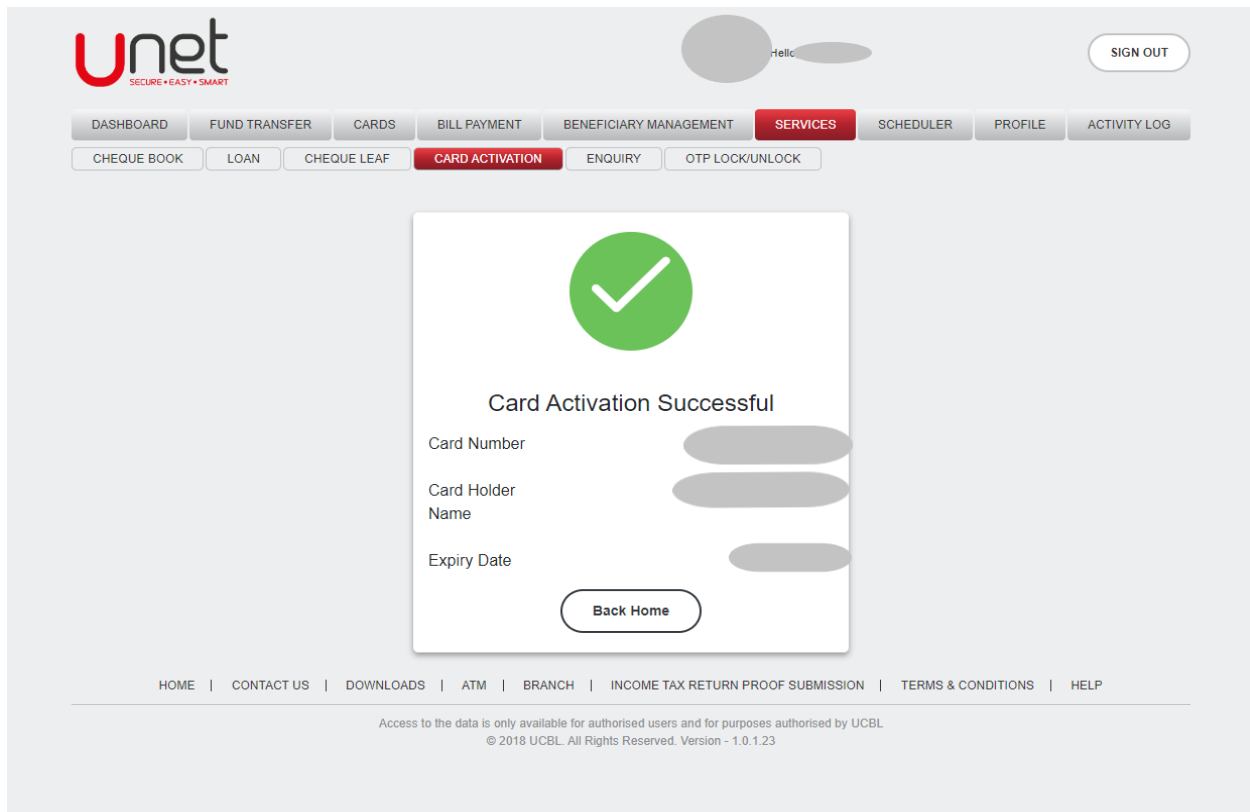 unet
SECURE • EASY • SMART
Hello
SIGN OUT
DASHBOARD FUND TRANSFER CARDS BILL PAYMENT BENEFICIARY MANAGEMENT SERVICES SCHEDULER PROFILE ACTIVITY LOG
CHEQUE BOOK LOAN CHEQUE LEAF CARD ACTIVATION ENQUIRY OTP LOCK/UNLOCK
Card Activation Successful
Card Number
Card Holder
Name
Expiry Date
Back Home
HOME | CONTACT US | DOWNLOADS | ATM | BRANCH | INCOME TAX RETURN PROOF SUBMISSION | TERMS & CONDITIONS | HELP
Access to the data is only available for authorised users and for purposes authorised by UCBL
© 2018 UCBL. All Rights Reserved. Version - 1.0.1.23